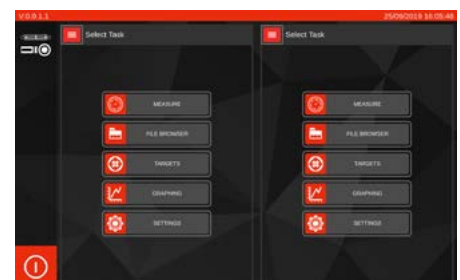 V:0.9.1.1
25/09/2019 16:05:46
Select Task
Select Task
MEASURE
FILE BROWSER
TARGETS
GRAPHING
SETTINGS
MEASURE
FILE BROWSER
TARGETS
GRAPHING
SETTINGS